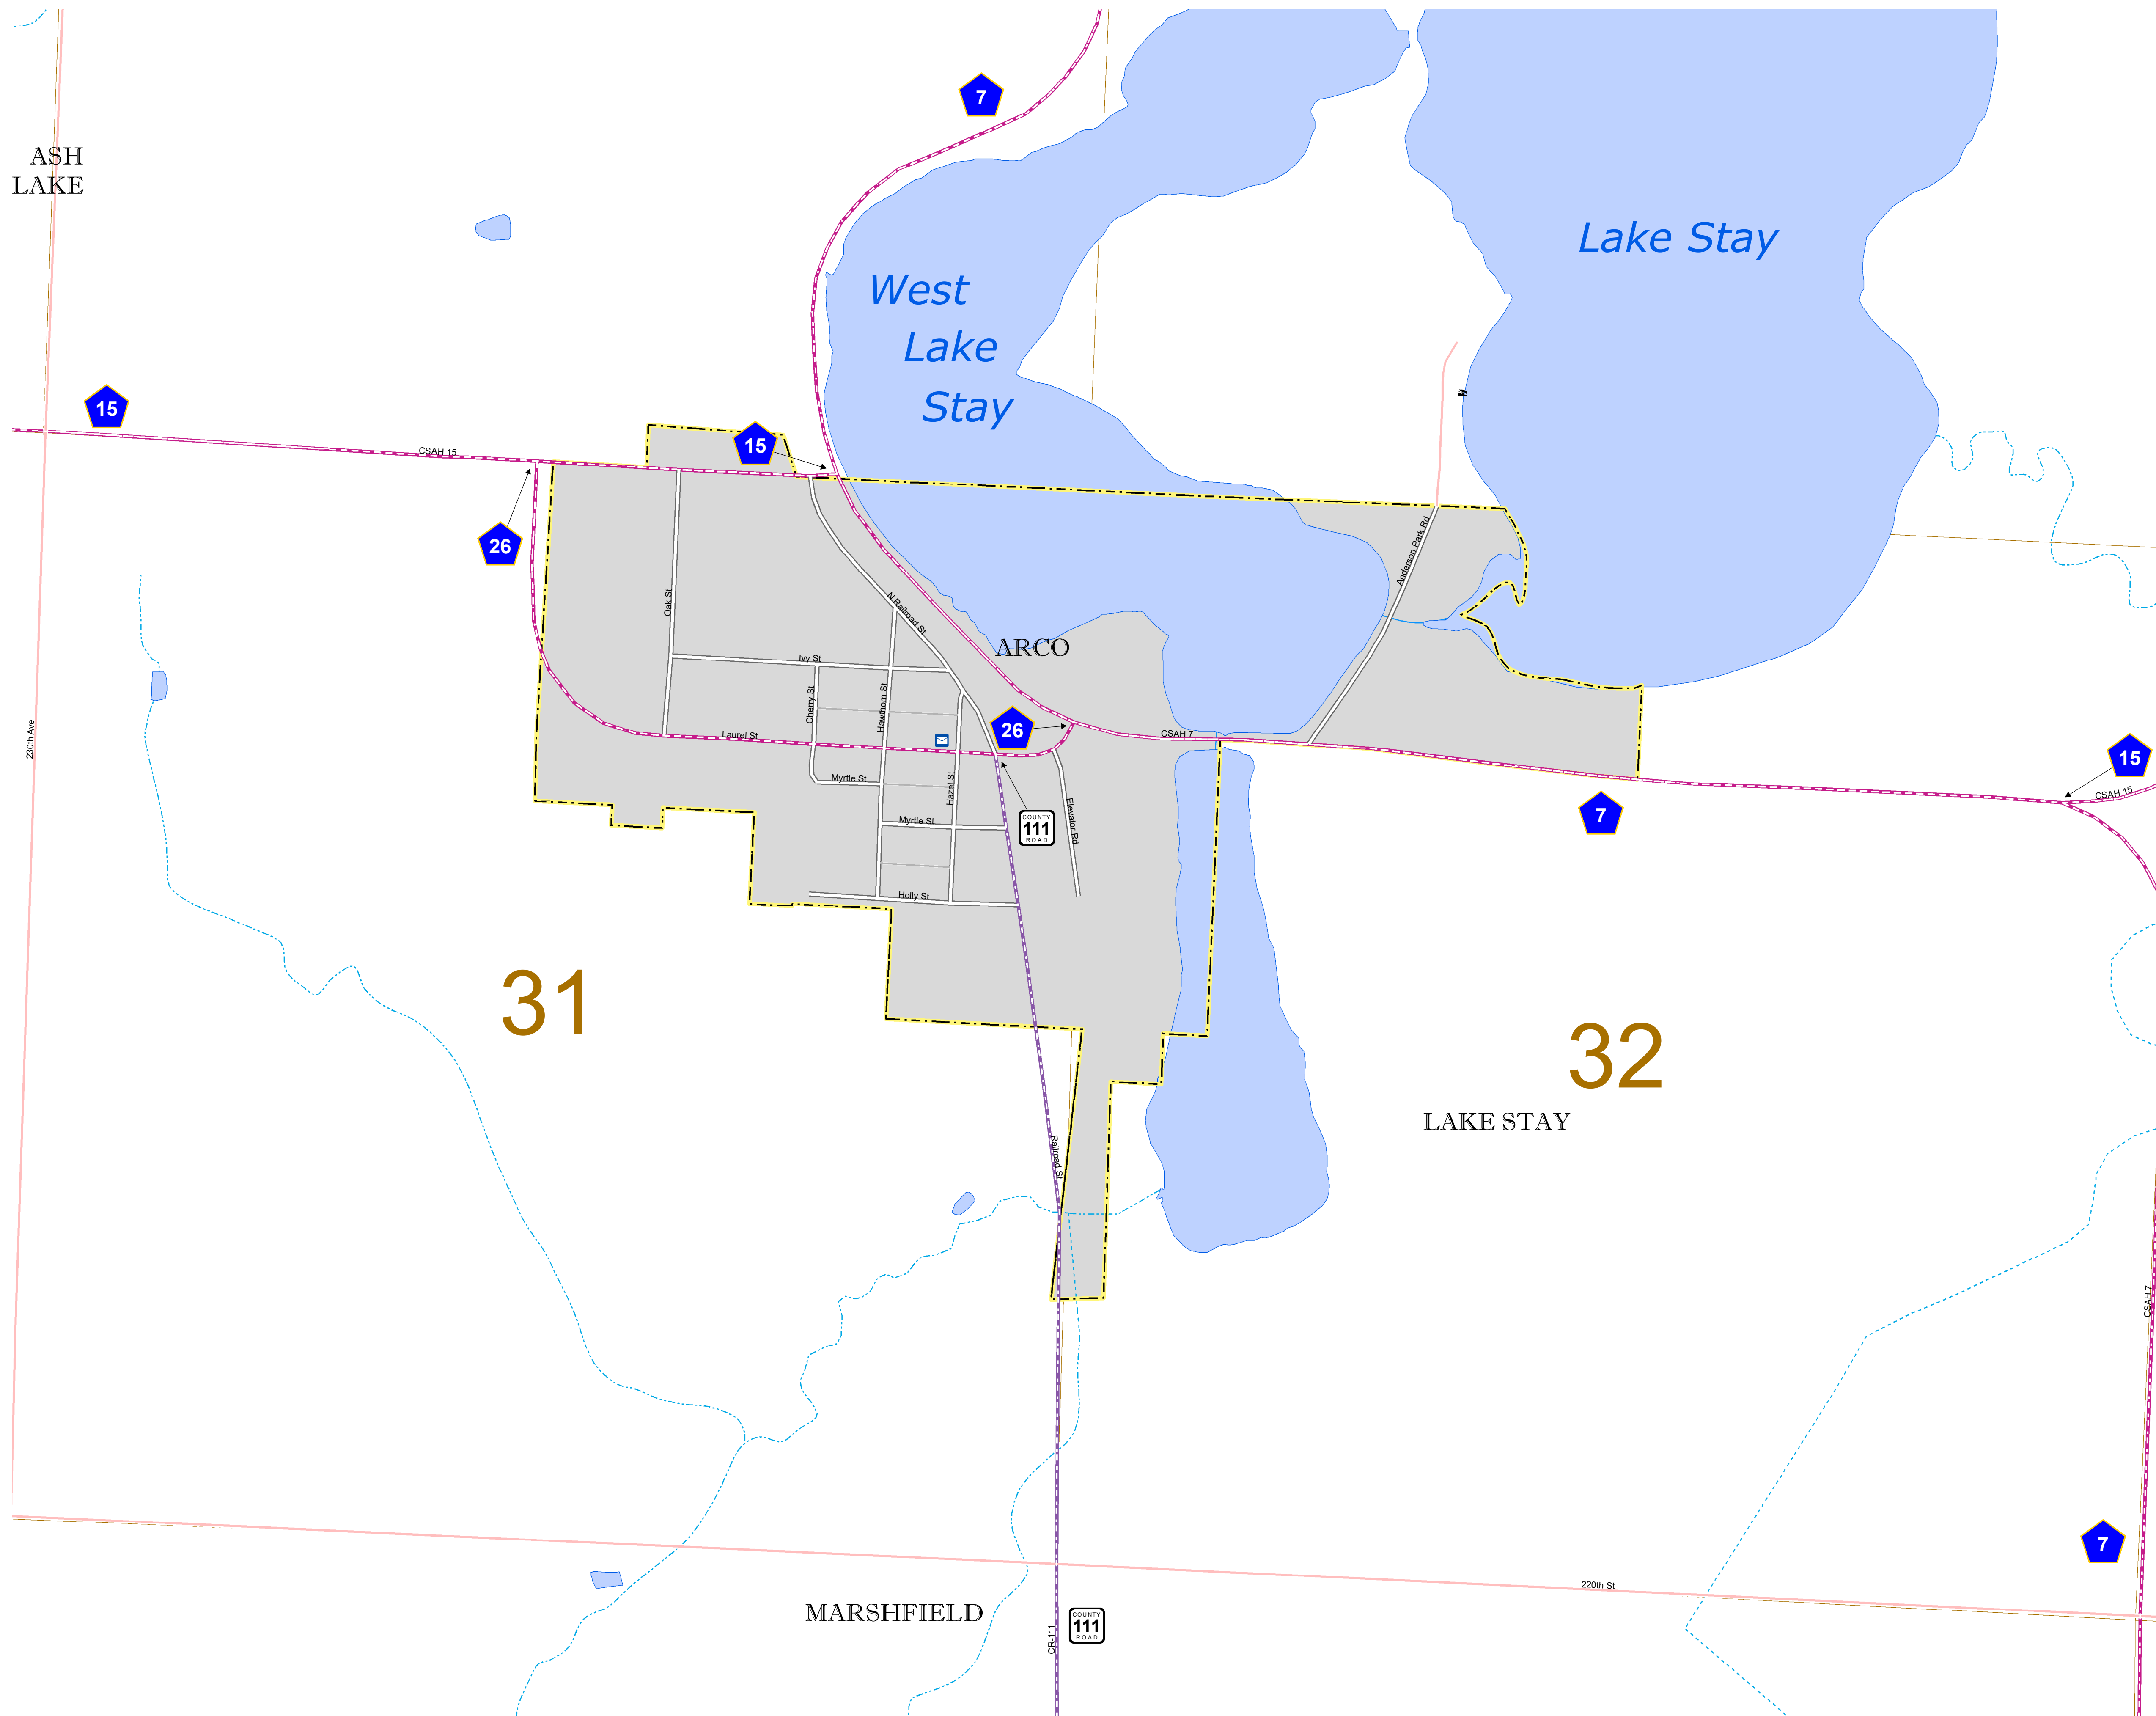 7
ASH
LAKE
Lake Stay
West
Lake
Stay
15
15
CSAH 15
26
Anderson Park Rd
Oak St
N Railroad St
ARCO
Ivy St
Cherry St
Hawthorn St
26
Laurel St
CSAH 7
230th Ave
15
CSAH 15
Myrtle St
Hazel St
Elevator Rd
7
COUNTY
111
ROAD
Myrtle St
Holly St
31
32
LAKE STAY
Railroad St
CSAH 7
7
220th St
MARSHFIELD
COUNTY
111
ROAD
CR-111